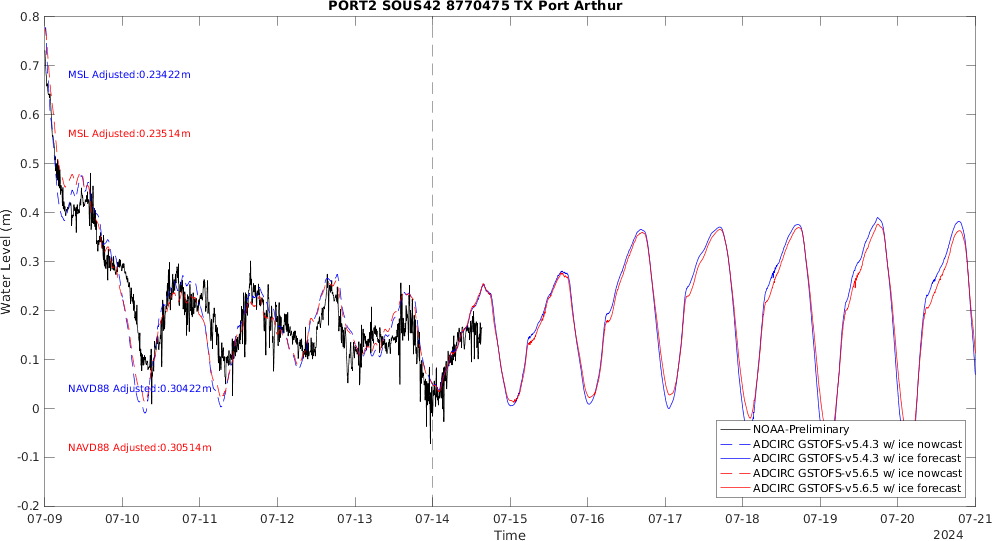 PORT2 SOUS42 8770475 TX Port Arthur
Water Level (m)
0.8
0.7
0.6
0.5
0.4
0.3
0.2
0.1
0
-0.1
-0.2
MSL Adjusted:0.23422m
MSL Adjusted:0.23514m
NAVD88 Adjusted:0.30422m
NAVD88 Adjusted:0.30514m
NOAA-Preliminary
ADCIRC GSTOFS-v5.4.3 w/ ice nowcast
ADCIRC GSTOFS-v5.4.3 w/ ice forecast
ADCIRC GSTOFS-v5.6.5 w/ ice nowcast
ADCIRC GSTOFS-v5.6.5 w/ ice forecast
07-09 07-10 07-11 07-12 07-13 07-14 07-15 07-16 07-17 07-18 07-19 07-20 07-21
Time
2024